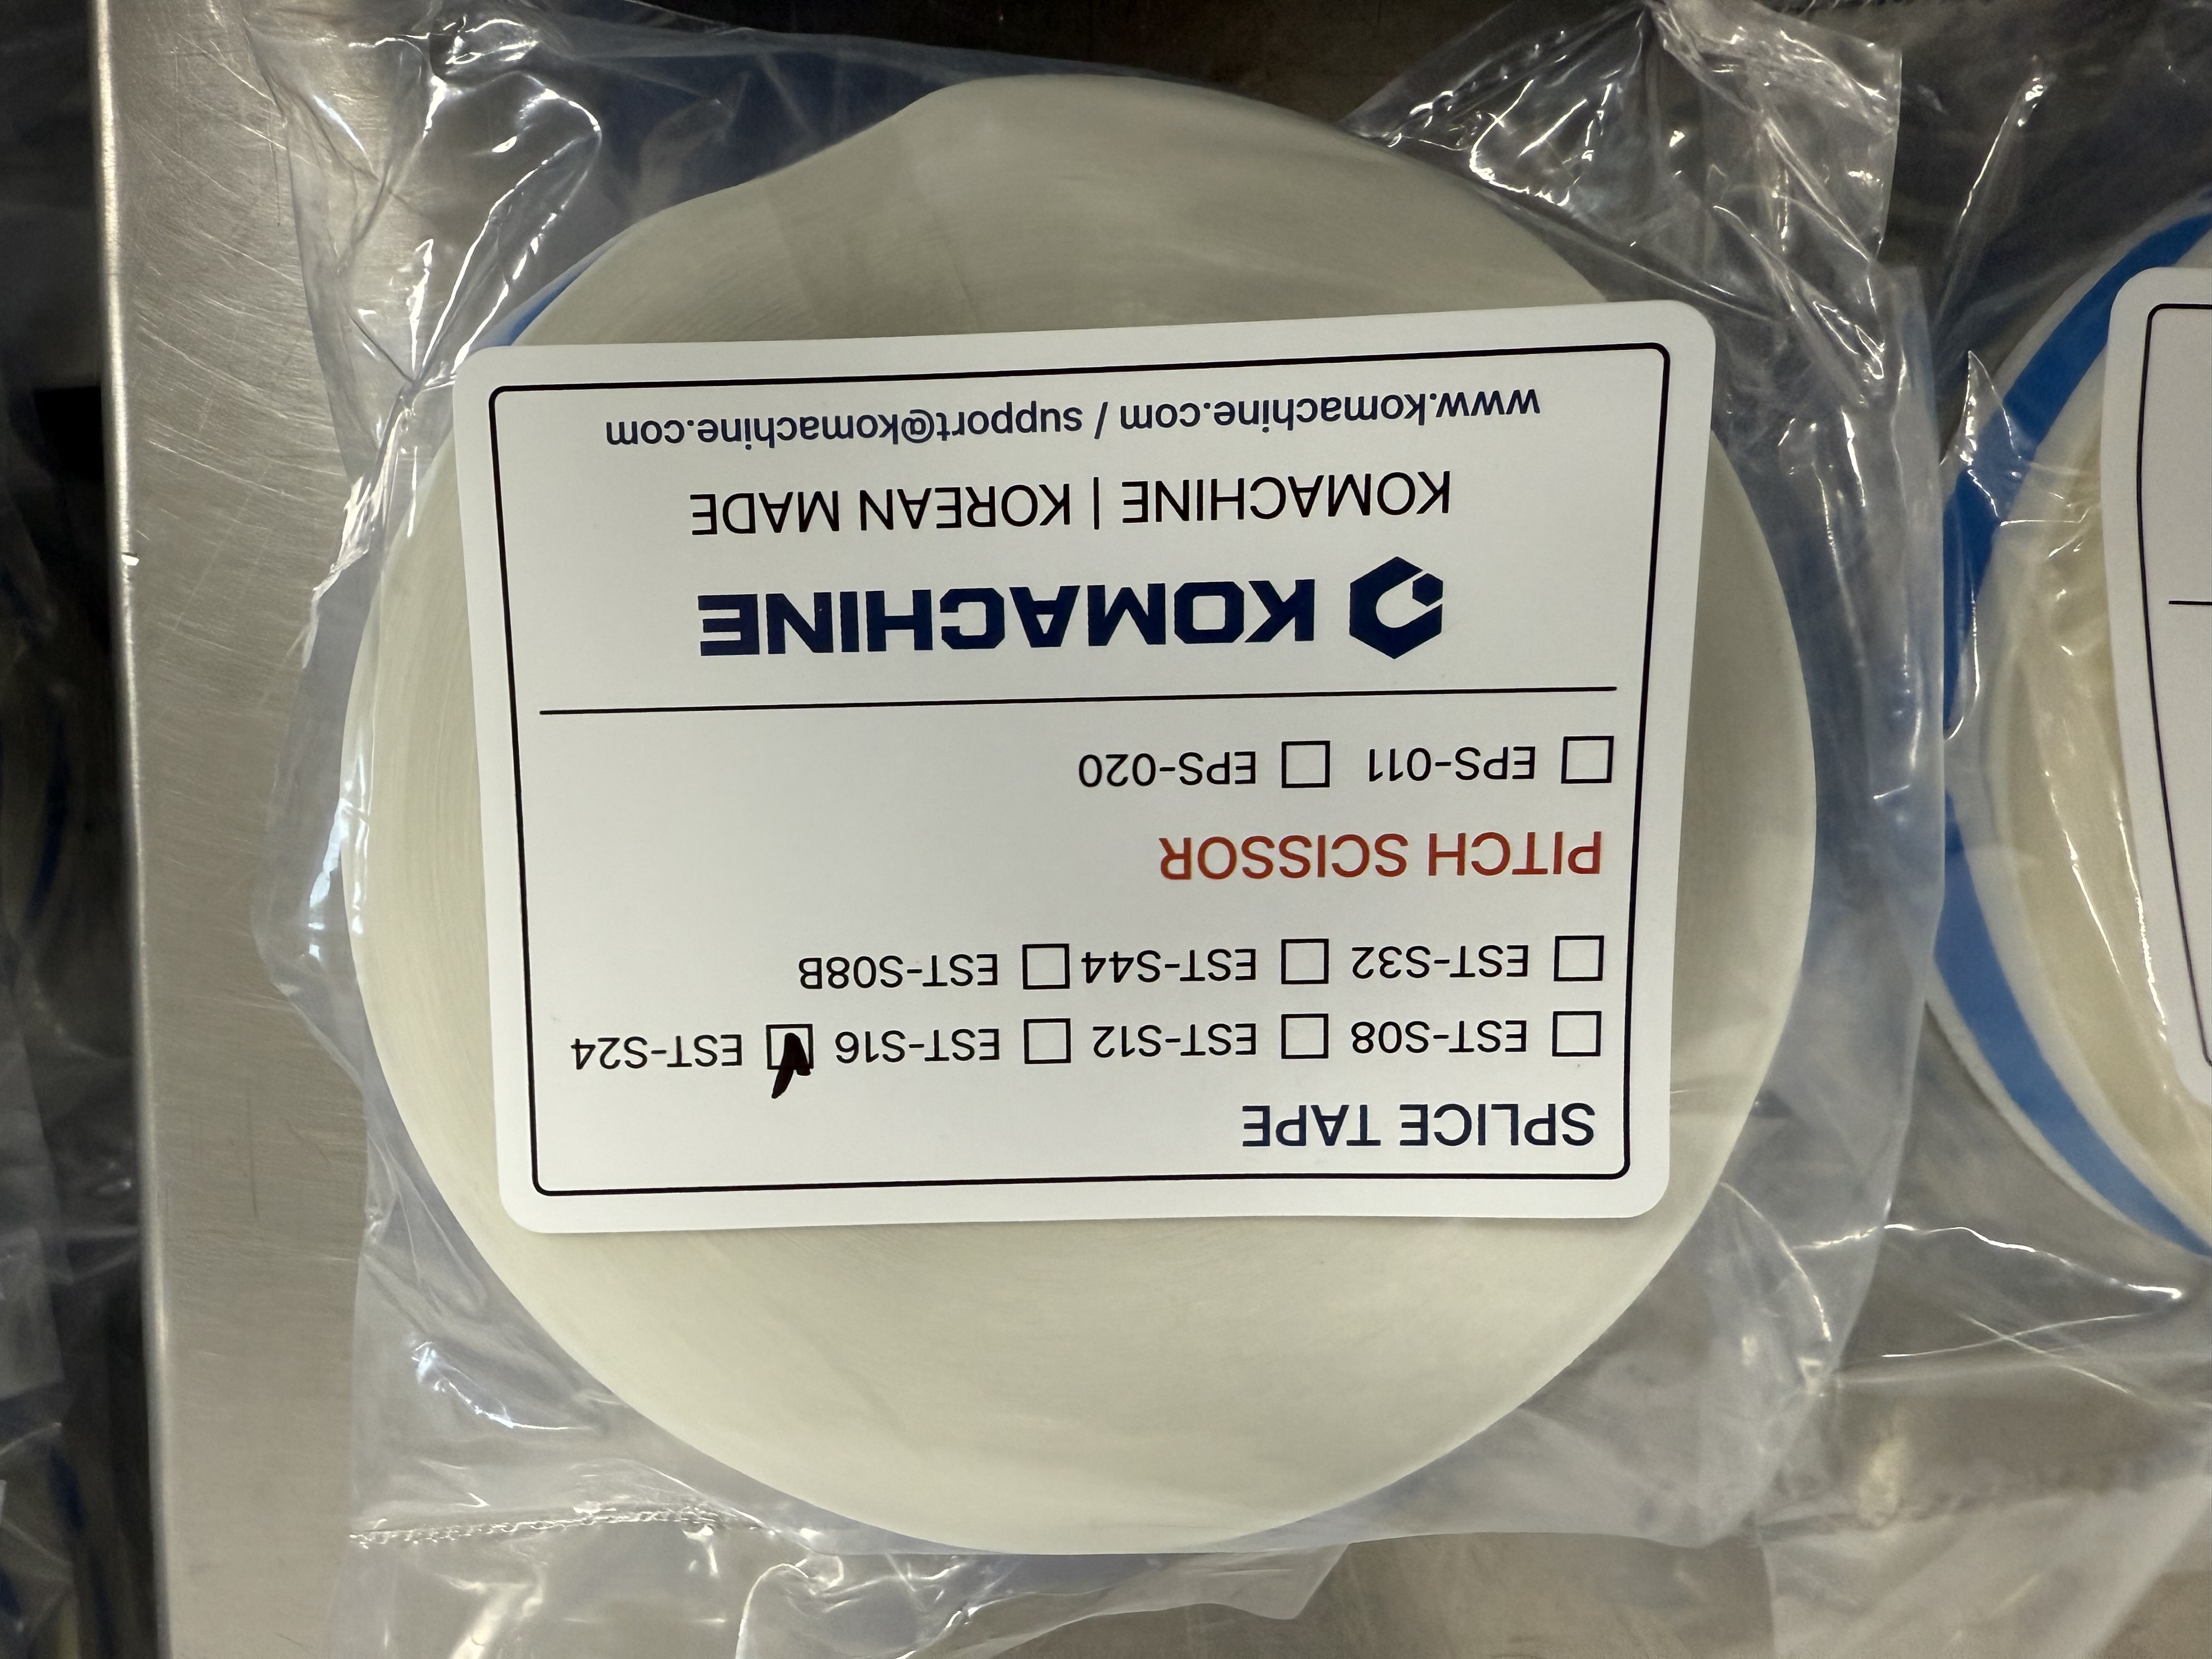 SPLICE TAPE
☐ EST-S08 ☐ EST-S12 ☐ EST-S16 ☑ EST-S24
☐ EST-S32 ☐ EST-S44 ☐ EST-S08B
PITCH SCISSOR
☐ EPS-011 ☐ EPS-020
KOMACHINE
KOMACHINE | KOREAN MADE
www.komachine.com / support@komachine.com